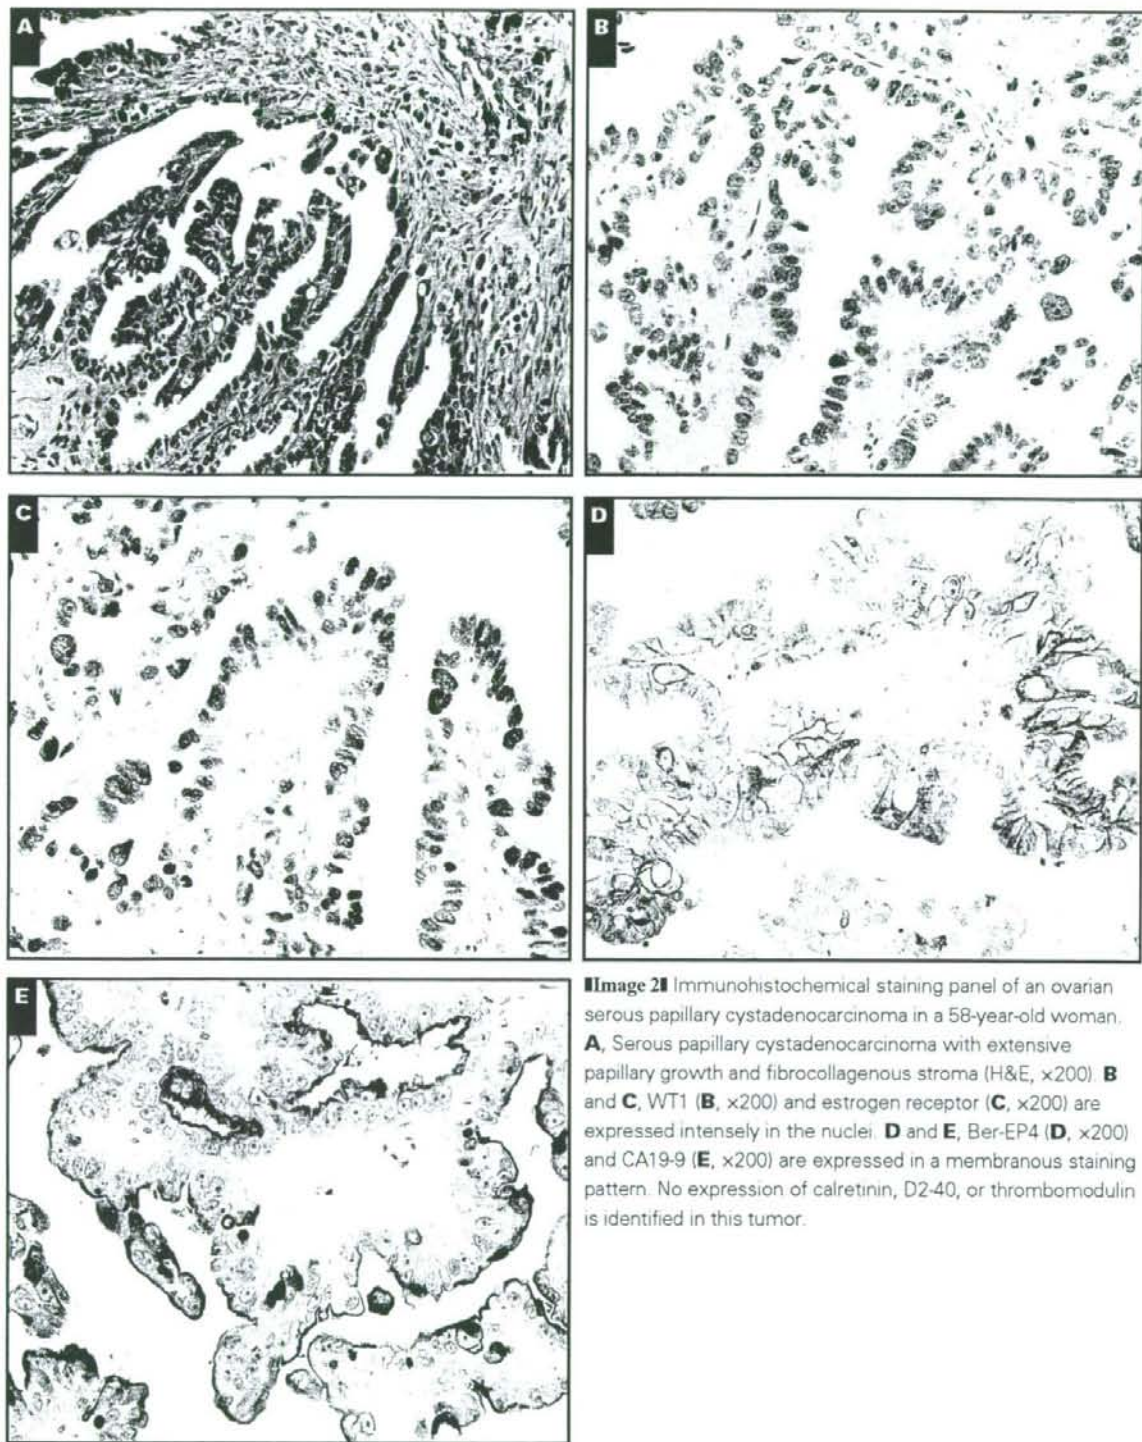 A
B
C
D
E
❚Image 2❚ Immunohistochemical staining panel of an ovarian
serous papillary cystadenocarcinoma in a 58-year-old woman.
A, Serous papillary cystadenocarcinoma with extensive
papillary growth and fibrocollagenous stroma (H&E, ×200). B
and C, WT1 (B, ×200) and estrogen receptor (C, ×200) are
expressed intensely in the nuclei. D and E, Ber-EP4 (D, ×200)
and CA19-9 (E, ×200) are expressed in a membranous staining
pattern. No expression of calretinin, D2-40, or thrombomodulin
is identified in this tumor.